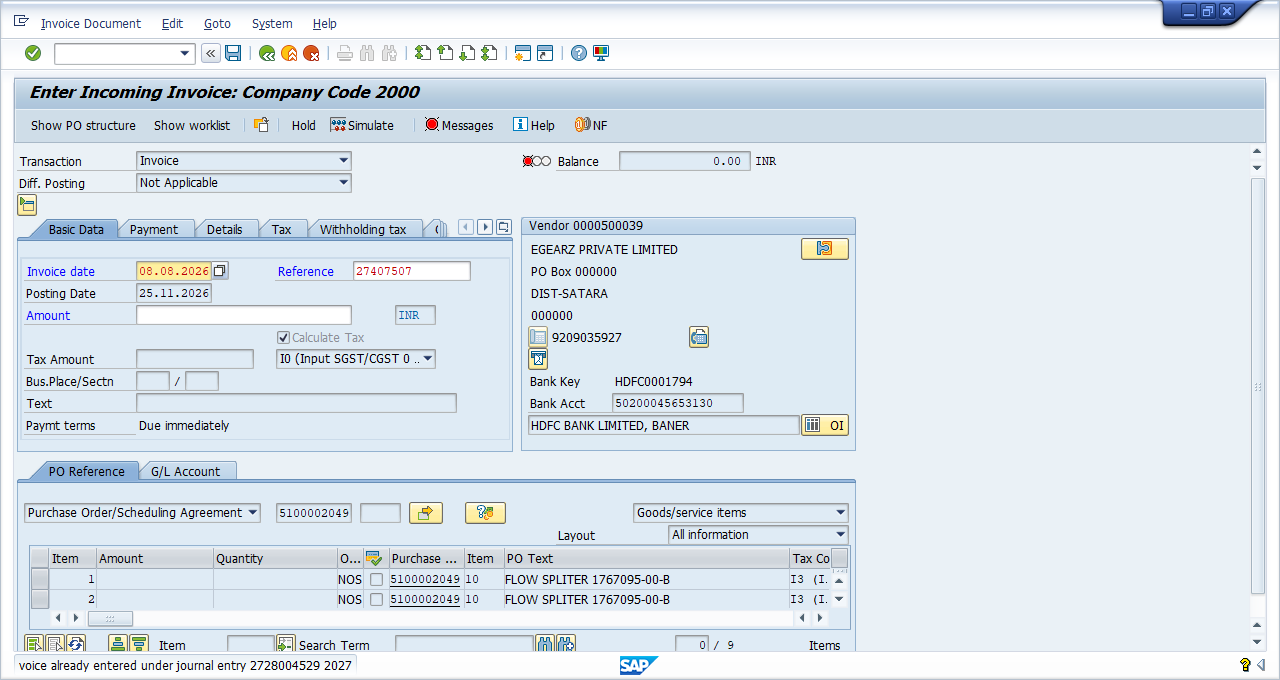 Invoice Document Edit Goto System Help
Enter Incoming Invoice: Company Code 2000
Show PO structure Show worklist Hold Simulate Messages Help NF
Transaction Invoice Balance 0.00 INR
Diff. Posting Not Applicable
Basic Data Payment Details Tax Withholding tax
Invoice date 08.08.2026 Reference 27407507
Posting Date 25.11.2026
Amount INR
Calculate Tax
Tax Amount I0 (Input SGST/CGST 0 ..
Bus.Place/Sectn /
Text
Paymt terms Due immediately
Vendor 0000500039
EGEARZ PRIVATE LIMITED
PO Box 000000
DIST-SATARA
000000
9209035927
Bank Key HDFC0001794
Bank Acct 50200045653130
HDFC BANK LIMITED, BANER OI
PO Reference G/L Account
Purchase Order/Scheduling Agreement 5100002049 Goods/service items
Layout All information
Item Amount Quantity O... Purchase ... Item PO Text Tax Co
1 NOS 5100002049 10 FLOW SPLITER 1767095-00-B I3 (I.
2 NOS 5100002049 10 FLOW SPLITER 1767095-00-B I3 (I.
Item Search Term 0 / 9 Items
voice already entered under journal entry 2728004529 2027
SAP